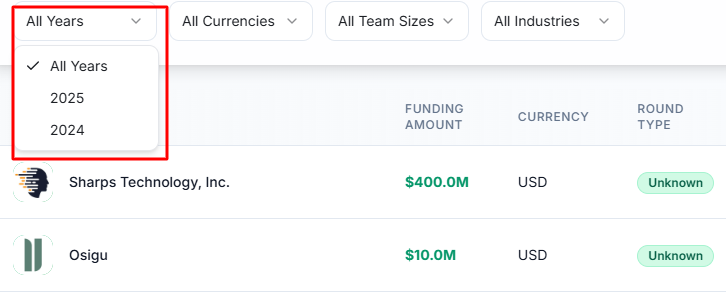 All Years
All Currencies
All Team Sizes
All Industries
All Years
2025
2024
FUNDING
AMOUNT
CURRENCY
ROUND
TYPE
Sharps Technology, Inc.
$400.0M
USD
Unknown
Osigu
$10.0M
USD
Unknown